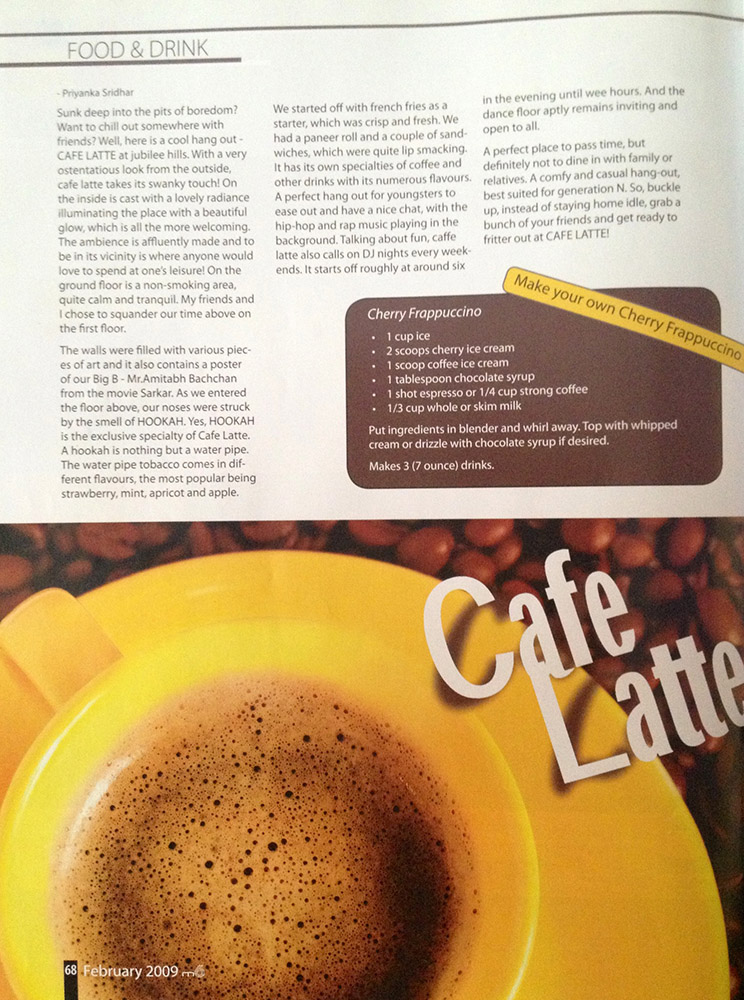 FOOD & DRINK
- Priyanka Sridhar
Sunk deep into the pits of boredom?
Want to chill out somewhere with
friends? Well, here is a cool hang out -
CAFE LATTE at jubilee hills. With a very
ostentatious look from the outside,
cafe latte takes its swanky touch! On
the inside is cast with a lovely radiance
illuminating the place with a beautiful
glow, which is all the more welcoming.
The ambience is affluently made and to
be in its vicinity is where anyone would
love to spend at one's leisure! On the
ground floor is a non-smoking area,
quite calm and tranquil. My friends and
I chose to squander our time above on
the first floor.
The walls were filled with various piec-
es of art and it also contains a poster
of our Big B - Mr.Amitabh Bachchan
from the movie Sarkar. As we entered
the floor above, our noses were struck
by the smell of HOOKAH. Yes, HOOKAH
is the exclusive specialty of Cafe Latte.
A hookah is nothing but a water pipe.
The water pipe tobacco comes in dif-
ferent flavours, the most popular being
strawberry, mint, apricot and apple.
We started off with french fries as a
starter, which was crisp and fresh. We
had a paneer roll and a couple of sand-
wiches, which were quite lip smacking.
It has its own specialties of coffee and
other drinks with its numerous flavours.
A perfect hang out for youngsters to
ease out and have a nice chat, with the
hip-hop and rap music playing in the
background. Talking about fun, caffe
latte also calls on DJ nights every week-
ends. It starts off roughly at around six
in the evening until wee hours. And the
dance floor aptly remains inviting and
open to all.
A perfect place to pass time, but
definitely not to dine in with family or
relatives. A comfy and casual hang-out,
best suited for generation N. So, buckle
up, instead of staying home idle, grab a
bunch of your friends and get ready to
fritter out at CAFE LATTE!
Make your own Cherry Frappuccino
Cherry Frappuccino
• 1 cup ice
• 2 scoops cherry ice cream
• 1 scoop coffee ice cream
• 1 tablespoon chocolate syrup
• 1 shot espresso or 1/4 cup strong coffee
• 1/3 cup whole or skim milk
Put ingredients in blender and whirl away. Top with whipped
cream or drizzle with chocolate syrup if desired.
Makes 3 (7 ounce) drinks.
Cafe
Latte
68 February 2009